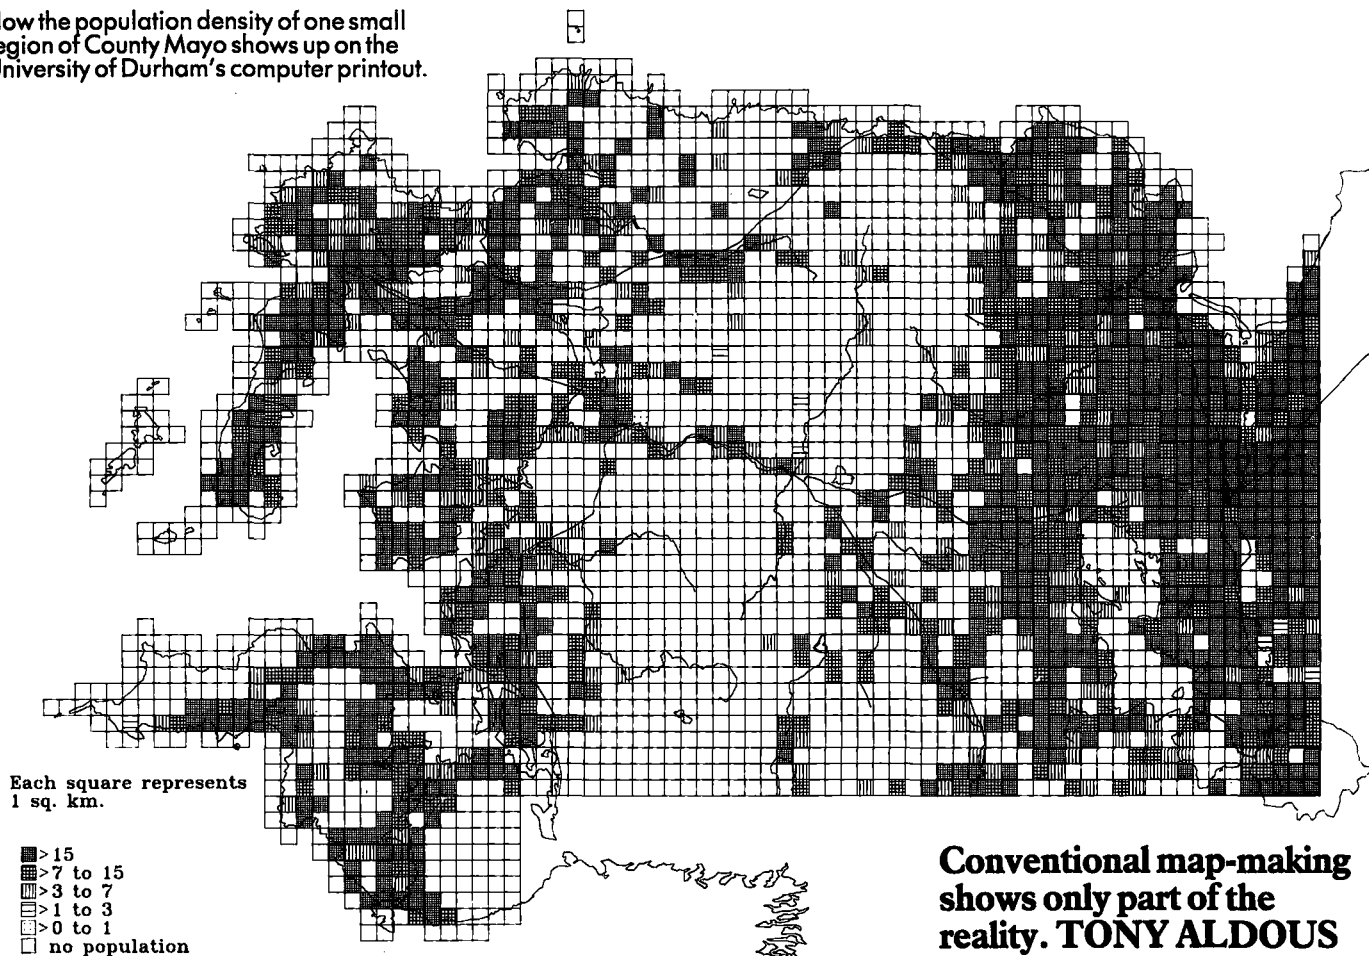 low the population density of one small
egion of County Mayo shows up on the
University of Durham's computer printout.
Each square represents
1 sq. km.
>15
>7 to 15
>3 to 7
>1 to 3
>0 to 1
no population
Conventional map-making
shows only part of the
reality. TONY ALDOUS